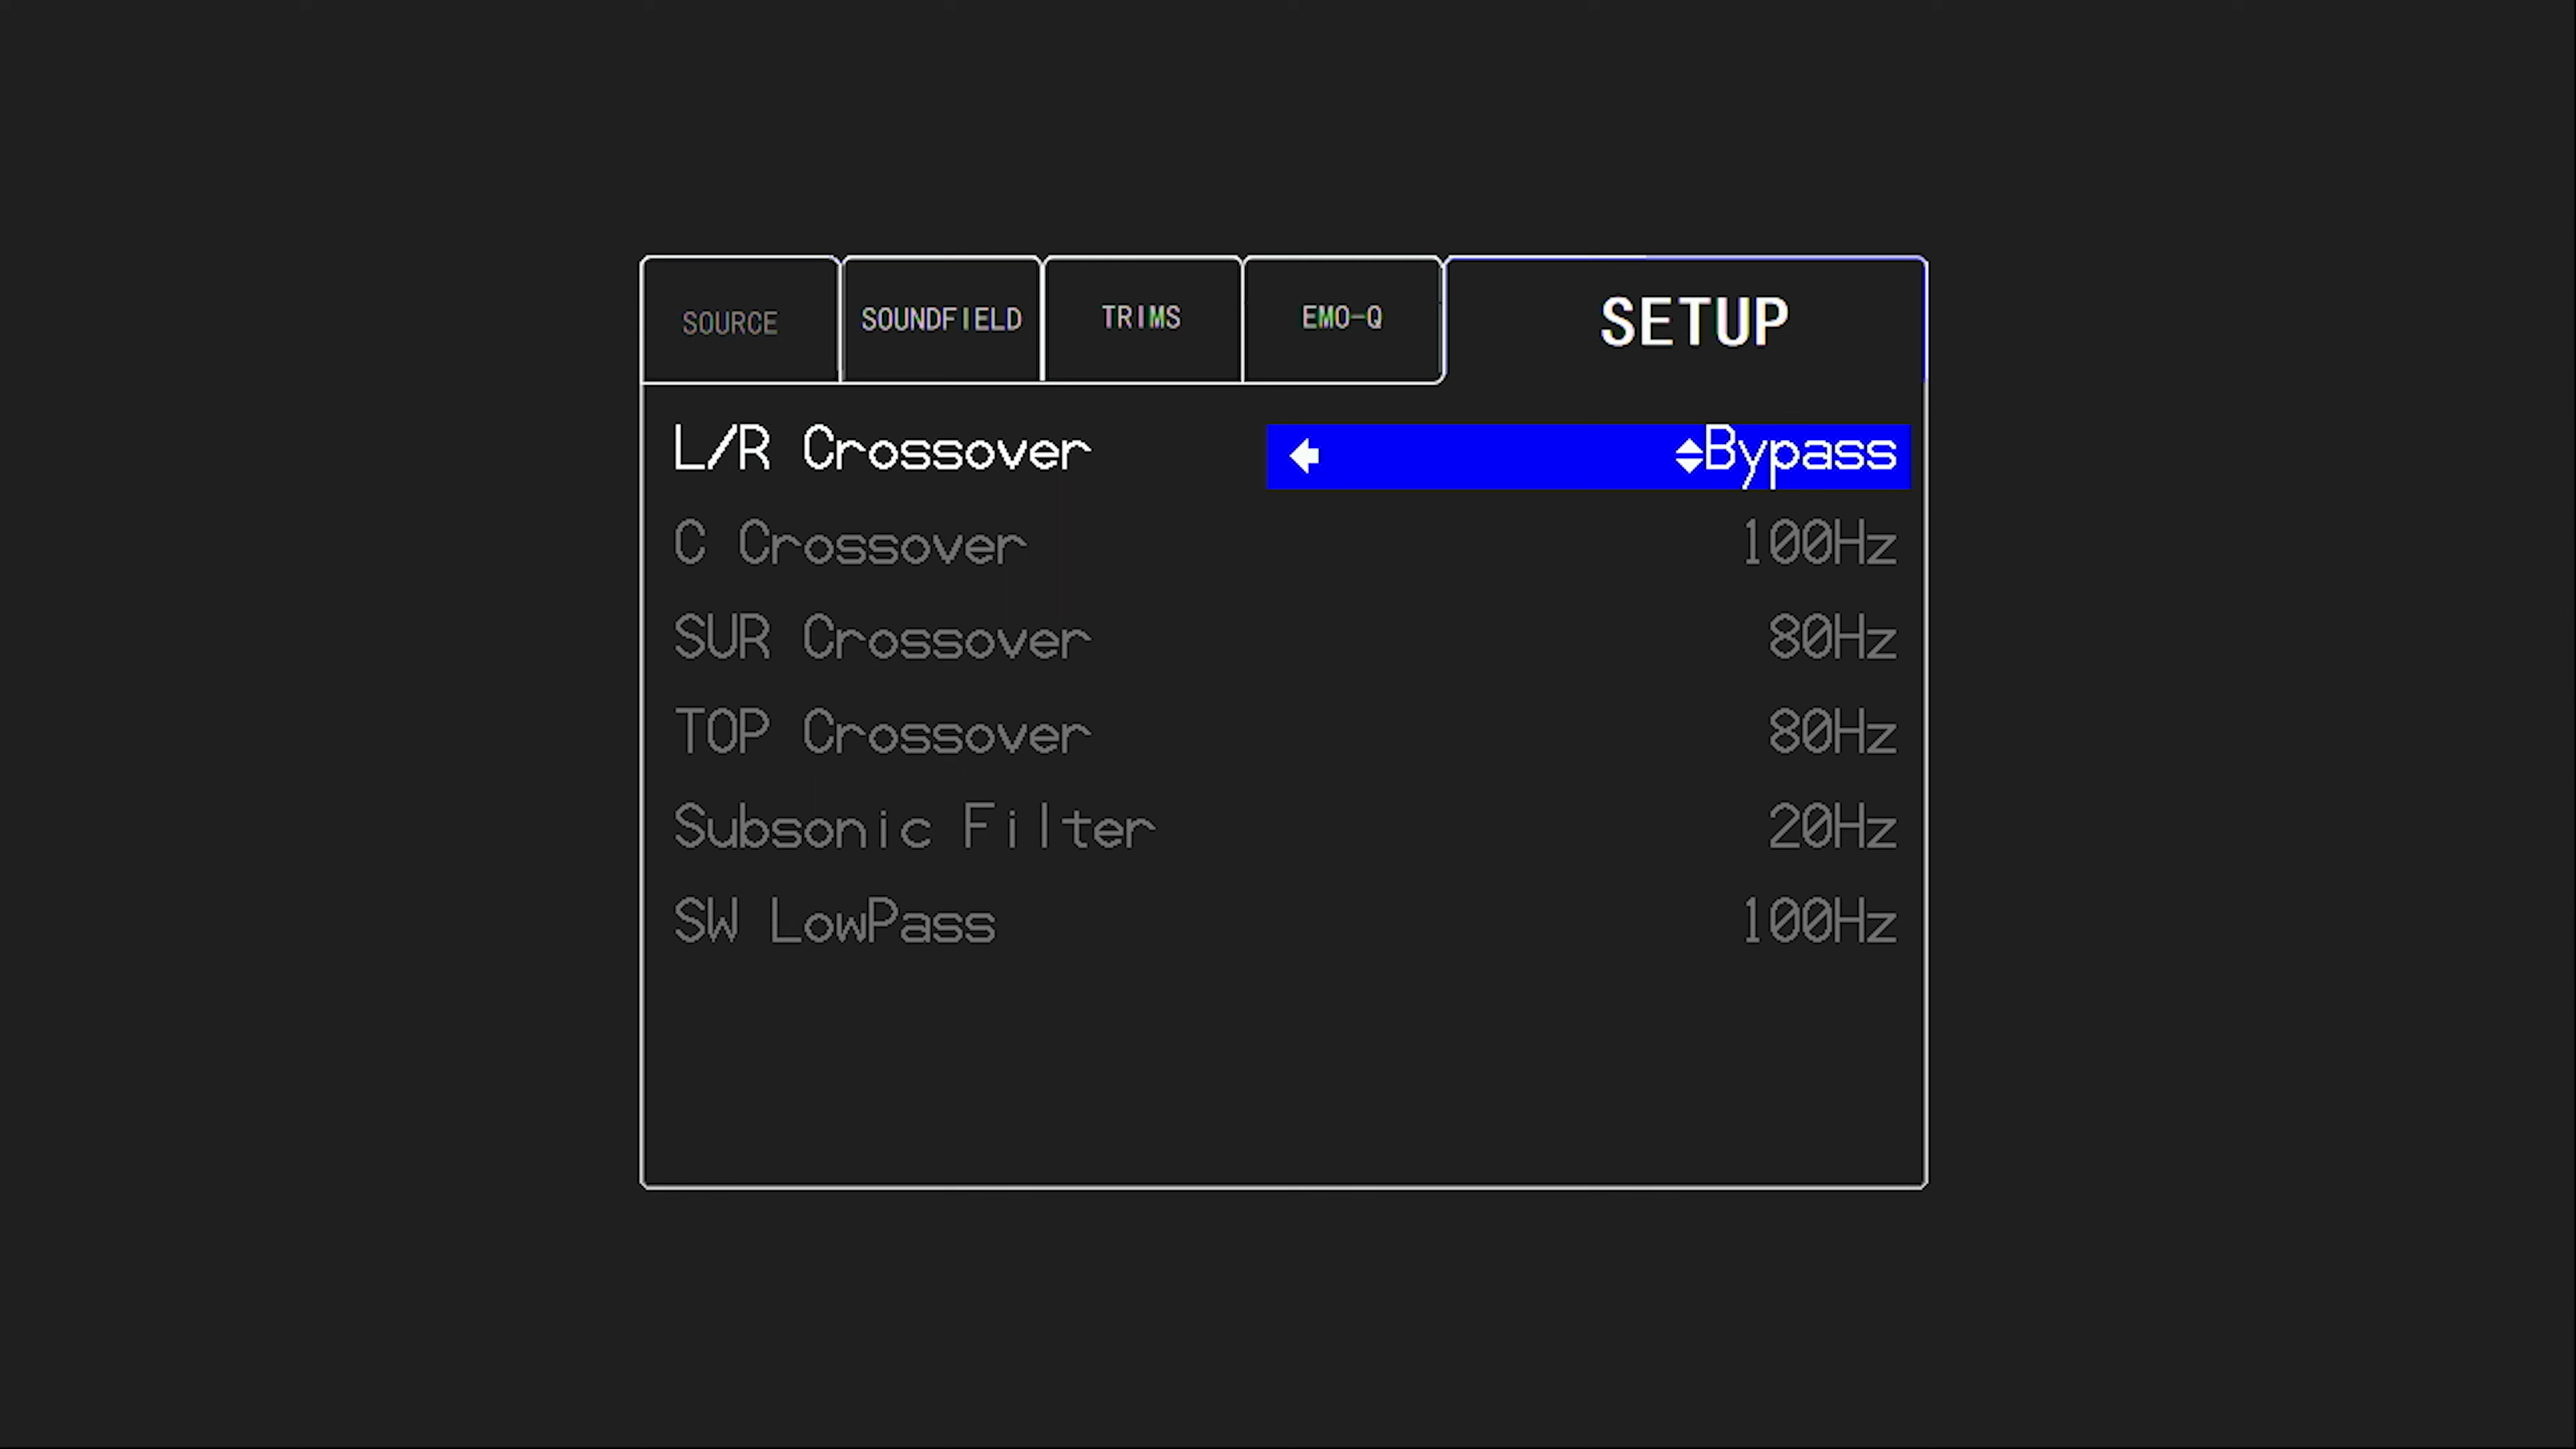 SOURCE SOUNDFIELD TRIMS EMO-Q SETUP
L/R Crossover Bypass
C Crossover 100Hz
SUR Crossover 80Hz
TOP Crossover 80Hz
Subsonic Filter 20Hz
SW LowPass 100Hz